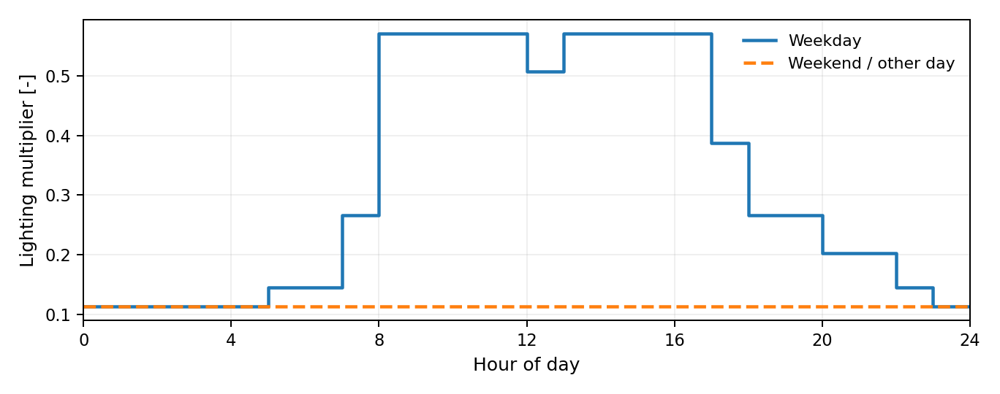 Weekday
Weekend / other day
Lighting multiplier [-]
0.5
0.4
0.3
0.2
0.1
0 4 8 12 16 20 24
Hour of day